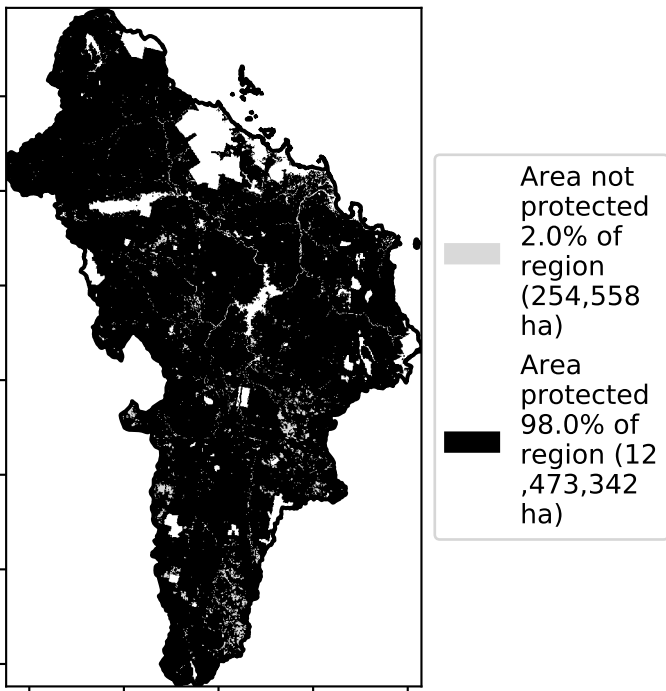 Area not
protected
2.0% of
region
(254,558
ha)
Area
protected
98.0% of
region (12
,473,342
ha)